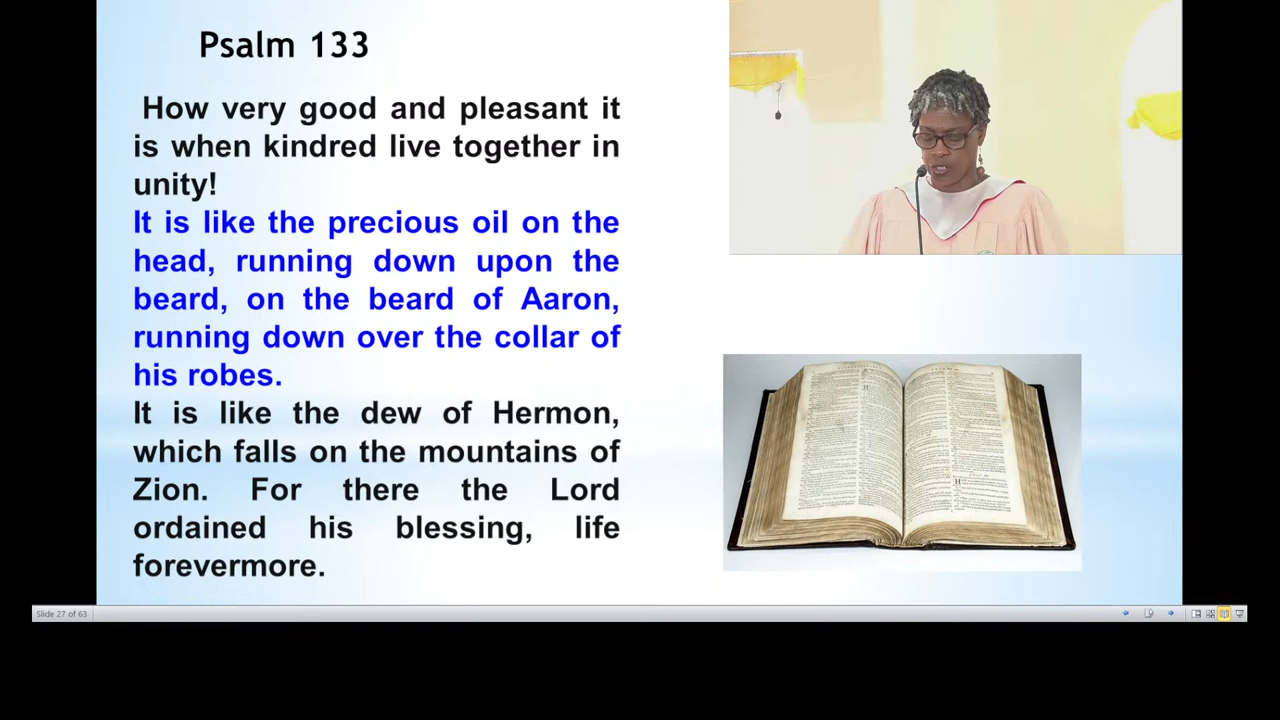 Psalm 133
How very good and pleasant it
is when kindred live together in
unity!
It is like the precious oil on the
head, running down upon the
beard, on the beard of Aaron,
running down over the collar of
his robes.
It is like the dew of Hermon,
which falls on the mountains of
Zion. For there the Lord
ordained his blessing, life
forevermore.
Slide 27 of 63